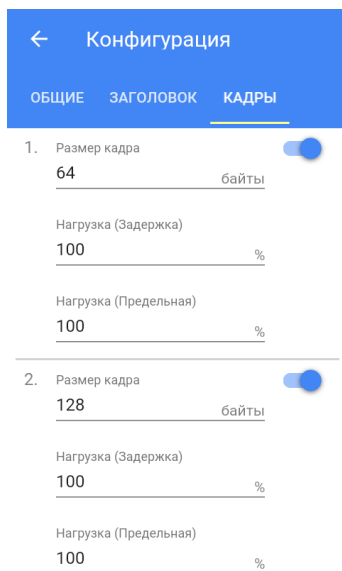 Конфигурация
ОБЩИЕ ЗАГОЛОВОК КАДРЫ
1. Размер кадра
64 байты
Нагрузка (Задержка)
100 %
Нагрузка (Предельная)
100 %
2. Размер кадра
128 байты
Нагрузка (Задержка)
100 %
Нагрузка (Предельная)
100 %